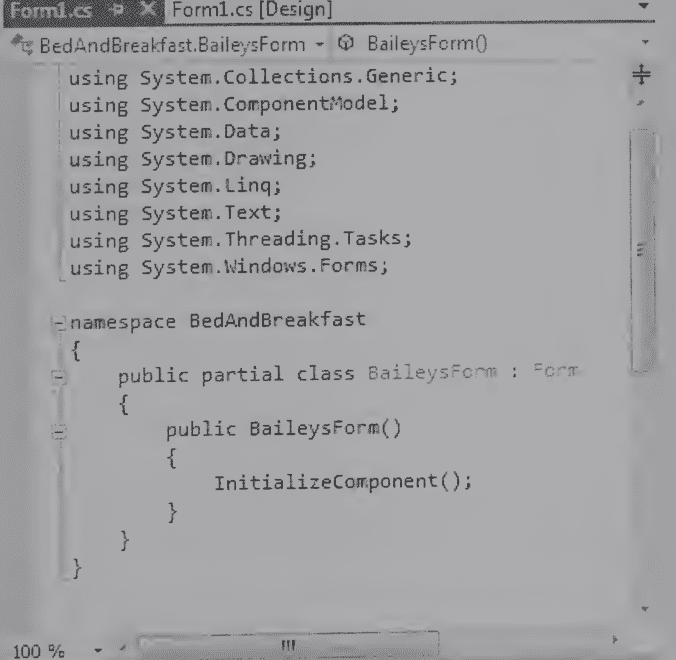 Form1.cs Form1.cs [Design]
BedAndBreakfast.BaileysForm BaileysForm()
using System.Collections.Generic;
using System.ComponentModel;
using System.Data;
using System.Drawing;
using System.Linq;
using System.Text;
using System.Threading.Tasks;
using System.Windows.Forms;
namespace BedAndBreakfast
{
public partial class BaileysForm : Form
{
public BaileysForm()
{
InitializeComponent();
}
}
}
100 %